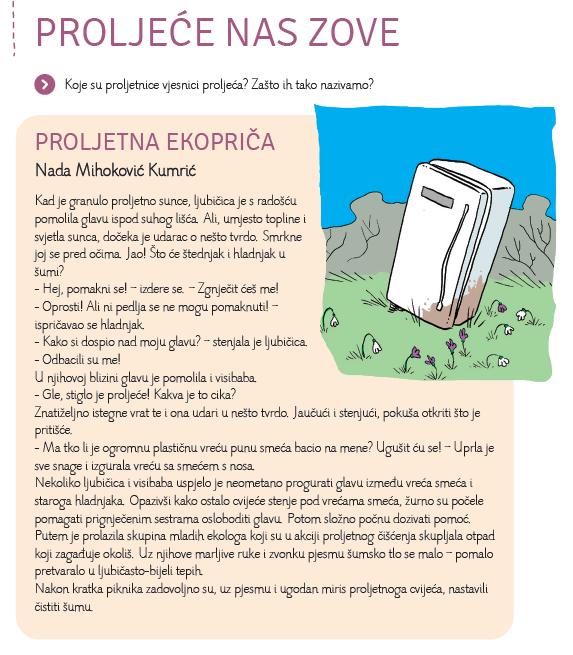 PROLJEĆE NAS ZOVE
Koje su proljetnice vjesnici proljeća? Zašto ih tako nazivamo?
PROLJETNA EKOPRIČA
Nada Mihoković Kumrić
Kad je granulo proljetno sunce, ljubičica je s radošću
pomolila glavu ispod suhog lišća. Ali, umjesto topline i
svjetla sunca, dočeka je udarac o nešto tvrdo. Smrkne
joj se pred očima. Jao! Što će štednjak i hladnjak u
šumi?
- Hej, pomakni se! – izdere se. – Zgnječit ćeš me!
- Oprosti! Ali ni pedlja se ne mogu pomaknuti! –
ispričavao se hladnjak.
- Kako si dospio nad moju glavu? – stenjala je ljubičica.
- Odbacili su me!
U njihovoj blizini glavu je pomolila i visibaba.
- Gle, stiglo je proljeće! Kakva je to cika?
Znatiželjno istegne vrat te i ona udari u nešto tvrdo. Jaučući i stenjući, pokuša otkriti što je
pritišće.
- Ma tko li je ogromnu plastičnu vreću punu smeća bacio na mene? Ugušit ću se! – Uprla je
sve snage i izgurala vreću sa smećem s nosa.
Nekoliko ljubičica i visibaba uspjelo je neometano progurati glavu između vreća smeća i
staroga hladnjaka. Opazivši kako ostalo cvijeće stenje pod vrećama smeća, žurno su počele
pomagati prignječenim sestrama osloboditi glavu. Potom složno počnu dozivati pomoć.
Putem je prolazila skupina mladih ekologa koji su u akciji proljetnog čišćenja skupljala otpad
koji zagađuje okoliš. Uz njihove marljive ruke i zvonku pjesmu šumsko tlo se malo – pomalo
pretvaralo u ljubičasto-bijeli tepih.
Nakon kratka piknika zadovoljno su, uz pjesmu i ugodan miris proljetnoga cvijeća, nastavili
čistiti šumu.